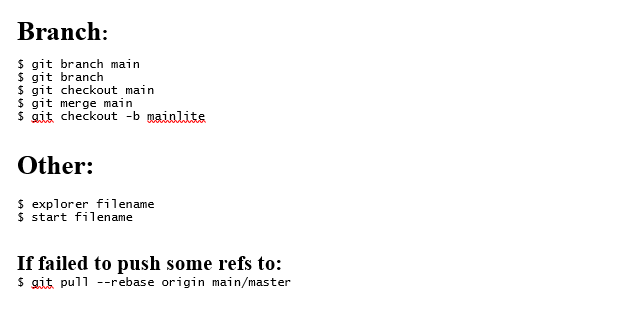 Branch:
$ git branch main
$ git branch
$ git checkout main
$ git merge main
$ git checkout -b mainlite
Other:
$ explorer filename
$ start filename
If failed to push some refs to:
$ git pull --rebase origin main/master